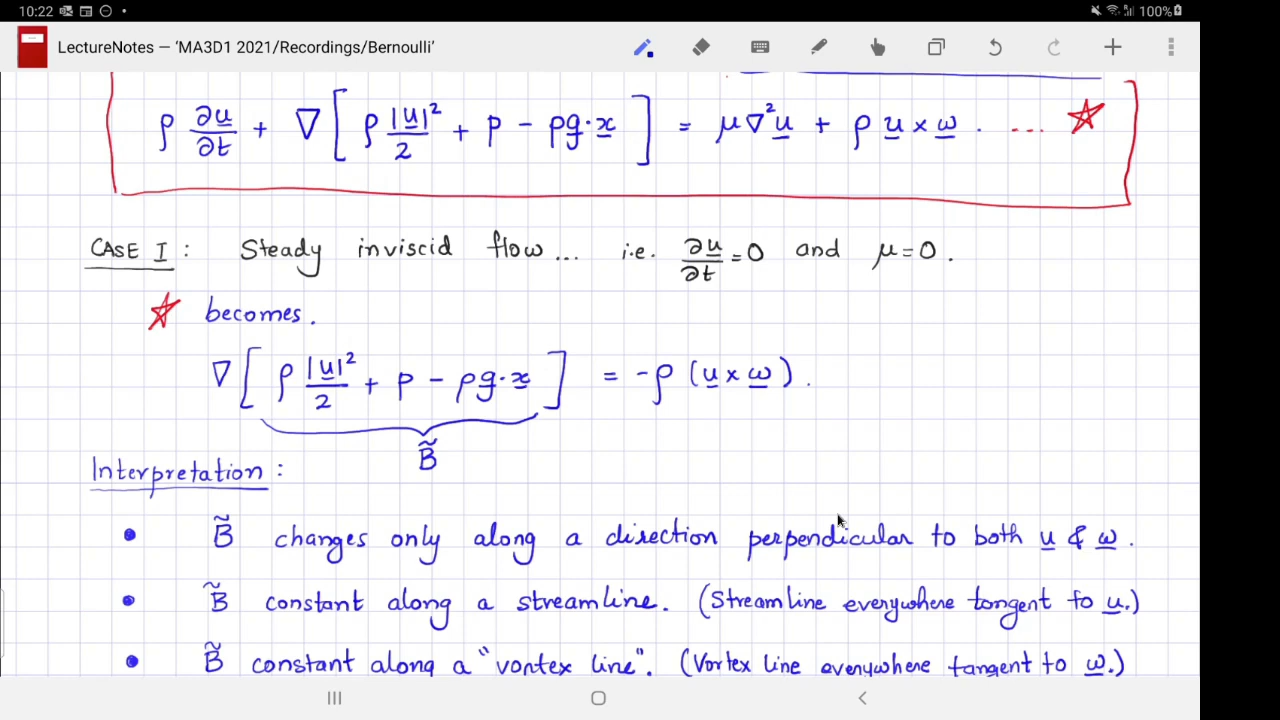 10:22 100%
LectureNotes — ‘MA3D1 2021/Recordings/Bernoulli’
ρ ∂u/∂t + ∇[ρ |u|²/2 + p − ρg·x] = μ∇²u + ρ u × ω . ... ☆
CASE I : Steady inviscid flow... i.e. ∂u/∂t = 0 and μ = 0 .
☆ becomes .
∇[ρ |u|²/2 + p − ρg·x] = -ρ (u × ω) .
B̃
Interpretation :
• B̃ changes only along a direction perpendicular to both u & ω .
• B̃ constant along a streamline. (Streamline everywhere tangent to u.)
• B̃ constant along a "vortex line". (Vortex line everywhere tangent to ω.)